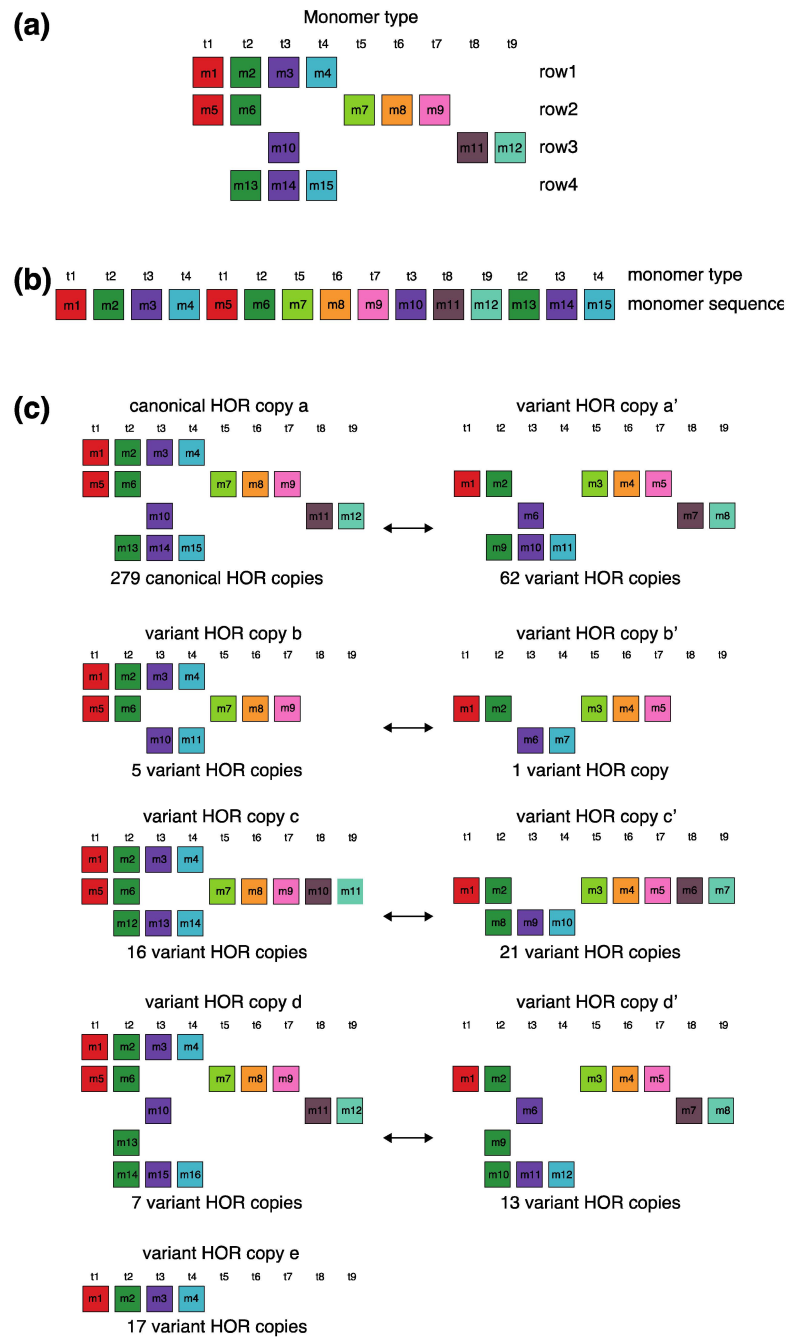 (a)
Monomer type
t1 t2 t3 t4 t5 t6 t7 t8 t9
m1 m2 m3 m4 row1
m5 m6 m7 m8 m9 row2
m10 m11 m12 row3
m13 m14 m15 row4
(b)
t1 t2 t3 t4 t1 t2 t5 t6 t7 t3 t8 t9 t2 t3 t4 monomer type
m1 m2 m3 m4 m5 m6 m7 m8 m9 m10 m11 m12 m13 m14 m15 monomer sequence
(c)
canonical HOR copy a
t1 t2 t3 t4 t5 t6 t7 t8 t9
m1 m2 m3 m4
m5 m6 m7 m8 m9
m10 m11 m12
m13 m14 m15
279 canonical HOR copies
variant HOR copy a’
t1 t2 t3 t4 t5 t6 t7 t8 t9
m1 m2 m3 m4 m5
m6 m7 m8
m9 m10 m11
62 variant HOR copies
variant HOR copy b
t1 t2 t3 t4 t5 t6 t7 t8 t9
m1 m2 m3 m4
m5 m6 m7 m8 m9
m10 m11
5 variant HOR copies
variant HOR copy b’
t1 t2 t3 t4 t5 t6 t7 t8 t9
m1 m2 m3 m4 m5
m6 m7
1 variant HOR copy
variant HOR copy c
t1 t2 t3 t4 t5 t6 t7 t8 t9
m1 m2 m3 m4
m5 m6 m7 m8 m9 m10 m11
m12 m13 m14
16 variant HOR copies
variant HOR copy c’
t1 t2 t3 t4 t5 t6 t7 t8 t9
m1 m2 m3 m4 m5 m6 m7
m8 m9 m10
21 variant HOR copies
variant HOR copy d
t1 t2 t3 t4 t5 t6 t7 t8 t9
m1 m2 m3 m4
m5 m6 m7 m8 m9
m10 m11 m12
m13
m14 m15 m16
7 variant HOR copies
variant HOR copy d’
t1 t2 t3 t4 t5 t6 t7 t8 t9
m1 m2 m3 m4 m5
m6 m7 m8
m9
m10 m11 m12
13 variant HOR copies
variant HOR copy e
t1 t2 t3 t4 t5 t6 t7 t8 t9
m1 m2 m3 m4
17 variant HOR copies